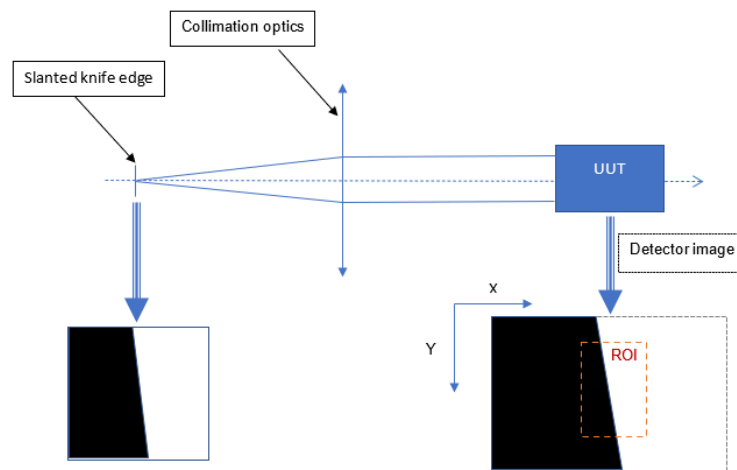 Collimation optics
Slanted knife edge
UUT
Detector image
x
Y
ROI